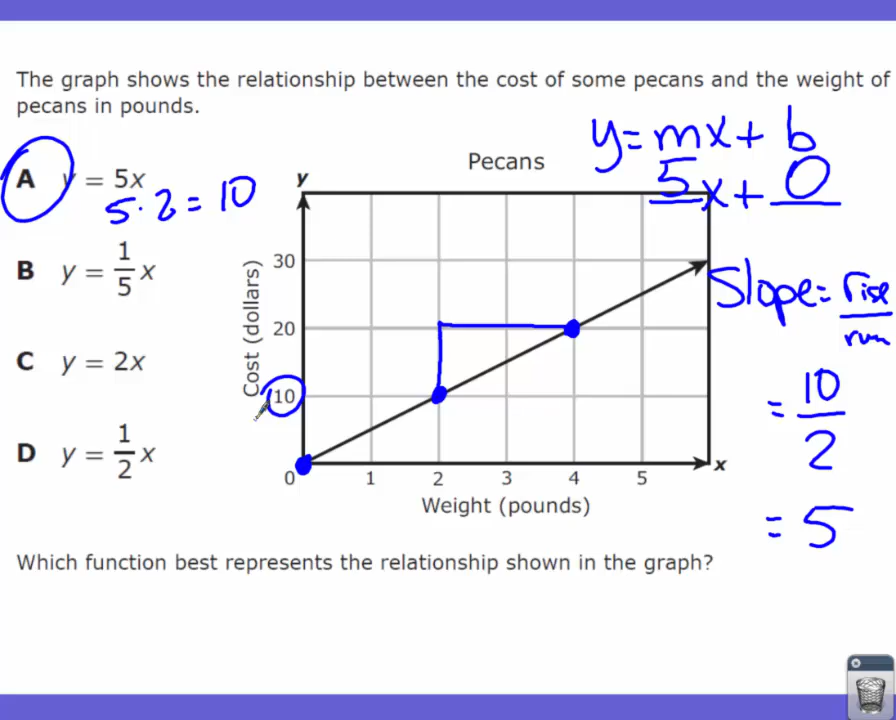 The graph shows the relationship between the cost of some pecans and the weight of
pecans in pounds.
y = mx + b
5x + 0
A y = 5x
5 · 2 = 10
B y = 1/5 x
C y = 2x
D y = 1/2 x
Pecans
y
30
20
10
0
1
2
3
4
5
x
Cost (dollars)
Weight (pounds)
Slope = rise/run
= 10/2
= 5
Which function best represents the relationship shown in the graph?